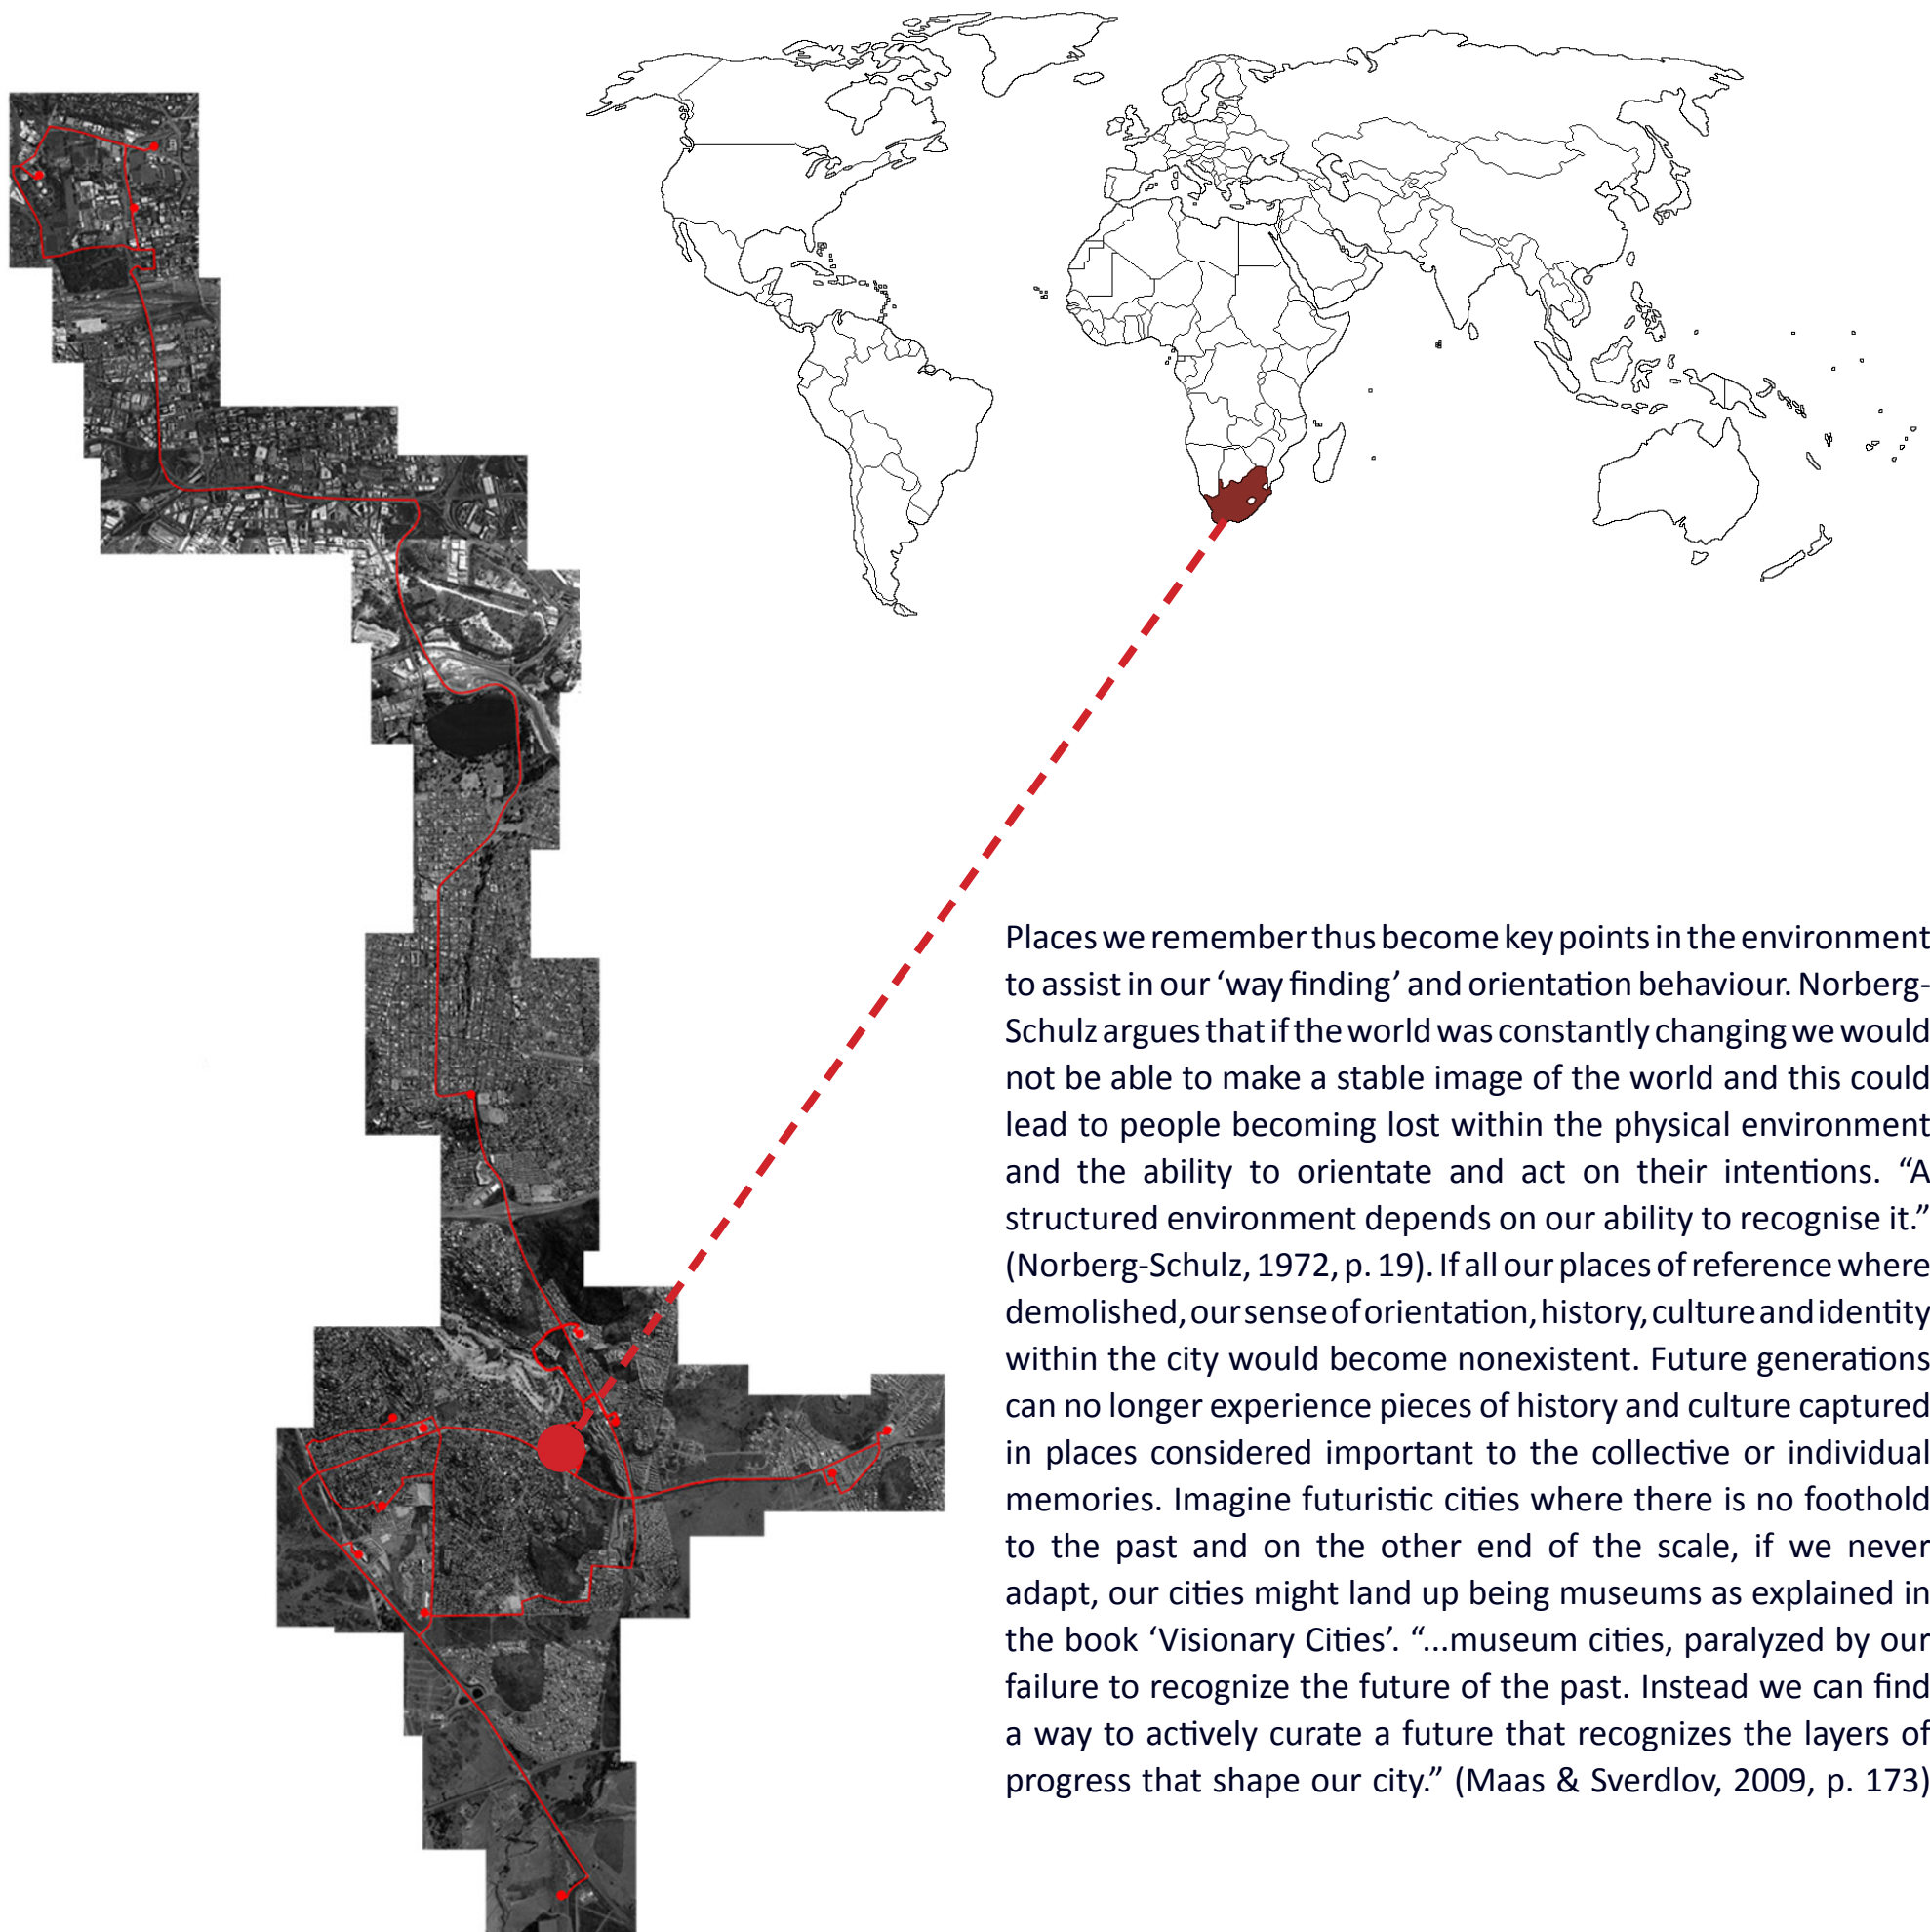 Places we remember thus become key points in the environment
to assist in our ‘way finding’ and orientation behaviour. Norberg-
Schulz argues that if the world was constantly changing we would
not be able to make a stable image of the world and this could
lead to people becoming lost within the physical environment
and the ability to orientate and act on their intentions. “A
structured environment depends on our ability to recognise it.”
(Norberg-Schulz, 1972, p. 19). If all our places of reference where
demolished, our sense of orientation, history, culture and identity
within the city would become nonexistent. Future generations
can no longer experience pieces of history and culture captured
in places considered important to the collective or individual
memories. Imagine futuristic cities where there is no foothold
to the past and on the other end of the scale, if we never
adapt, our cities might land up being museums as explained in
the book ‘Visionary Cities’. “...museum cities, paralyzed by our
failure to recognize the future of the past. Instead we can find
a way to actively curate a future that recognizes the layers of
progress that shape our city.” (Maas & Sverdlov, 2009, p. 173)